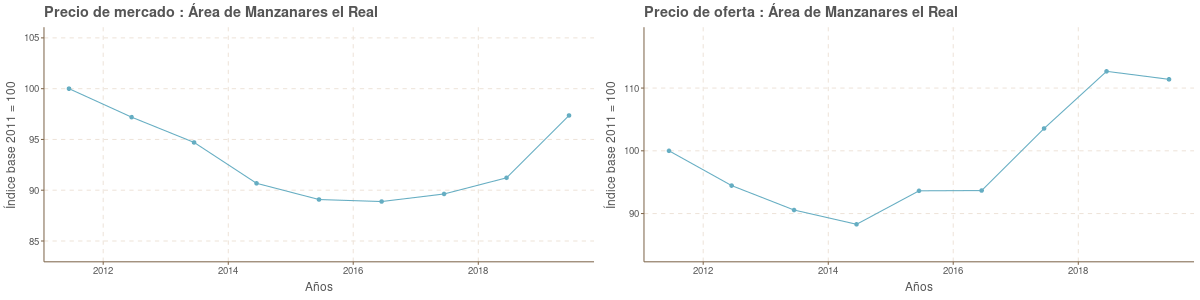 Precio de mercado : Área de Manzanares el Real
105
100
95
90
85
Índice base 2011 = 100
2012
2014
2016
2018
Años
Precio de oferta : Área de Manzanares el Real
110
100
90
Índice base 2011 = 100
2012
2014
2016
2018
Años